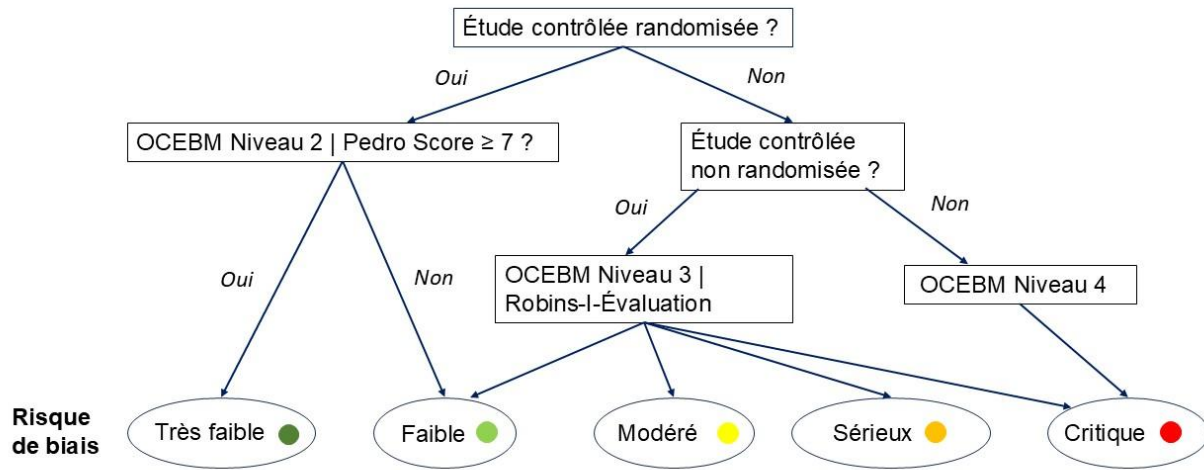 Étude contrôlée randomisée ?
Oui
Non
OCEBM Niveau 2 | Pedro Score ≥ 7 ?
Étude contrôlée
non randomisée ?
Oui
Non
Oui
Non
OCEBM Niveau 3 |
Robins-I-Évaluation
OCEBM Niveau 4
Risque
de biais
Très faible
Faible
Modéré
Sérieux
Critique